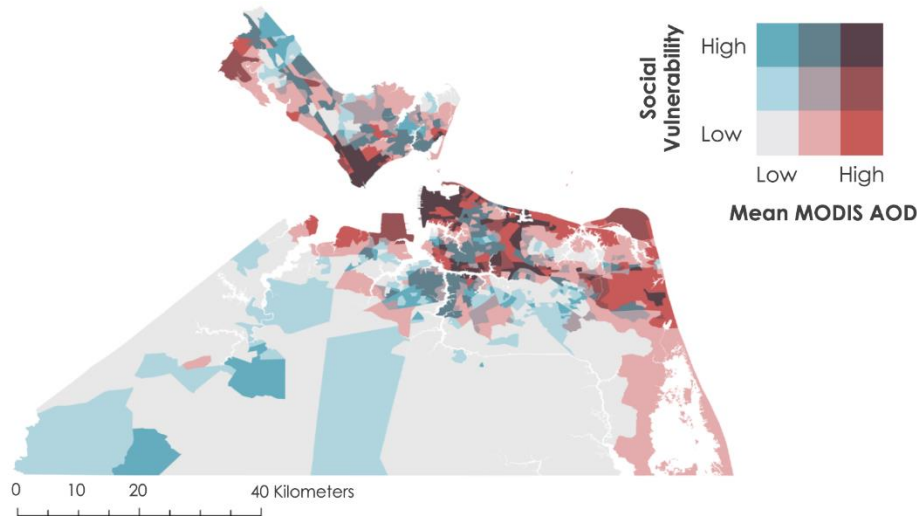 Social
Vulnerability
High
Low
Low High
Mean MODIS AOD
0 10 20 40 Kilometers